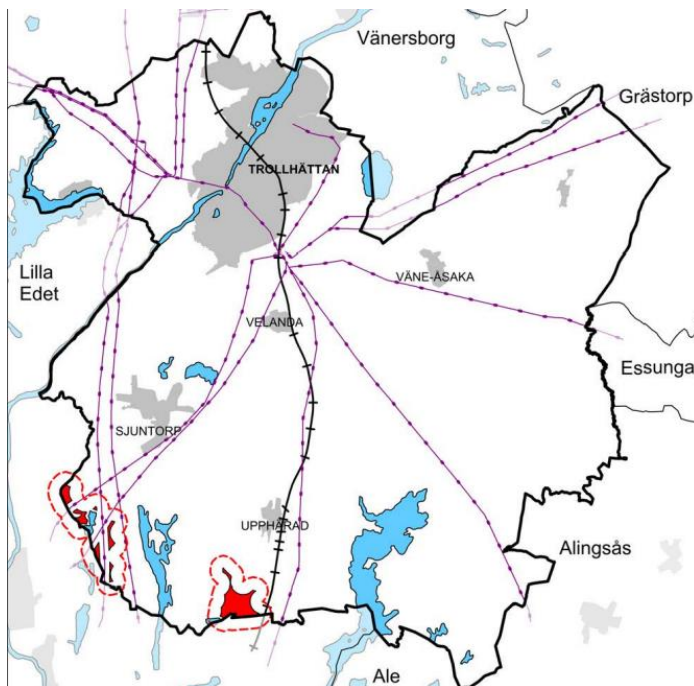 Vänersborg
Grästorp
TROLLHÄTTAN
Lilla
Edet
VÄNE-ÅSAKA
VELANDA
Essunga
SJUNTORP
UPPHÄRAD
Alingsås
Ale